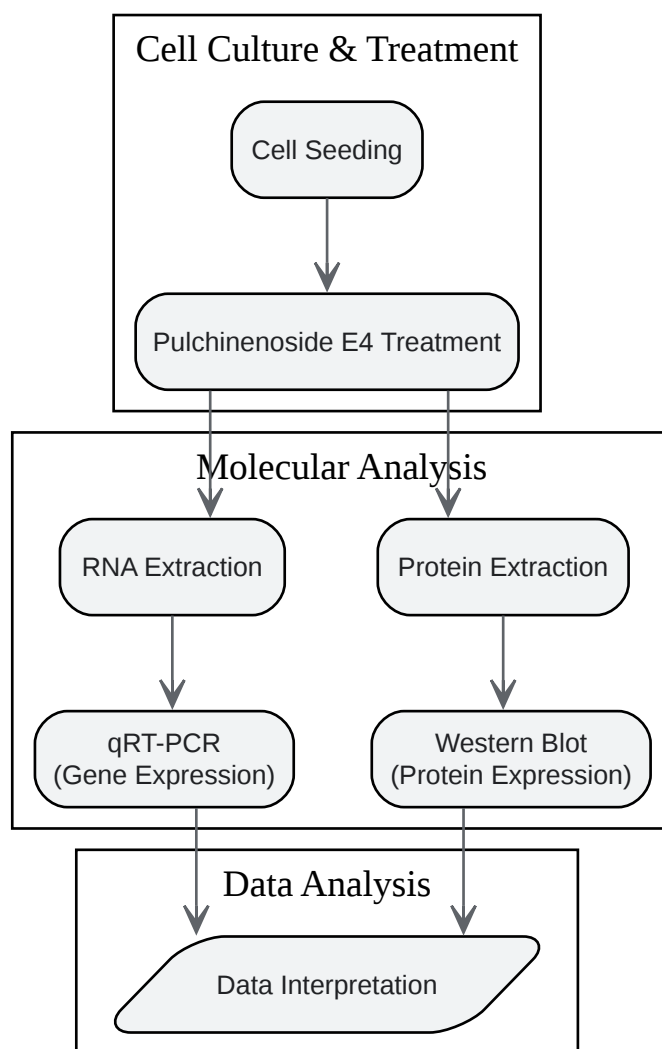 Cell Culture & Treatment
Cell Seeding
Pulchinenoside E4 Treatment
Molecular Analysis
RNA Extraction
Protein Extraction
qRT-PCR
(Gene Expression)
Western Blot
(Protein Expression)
Data Analysis
Data Interpretation